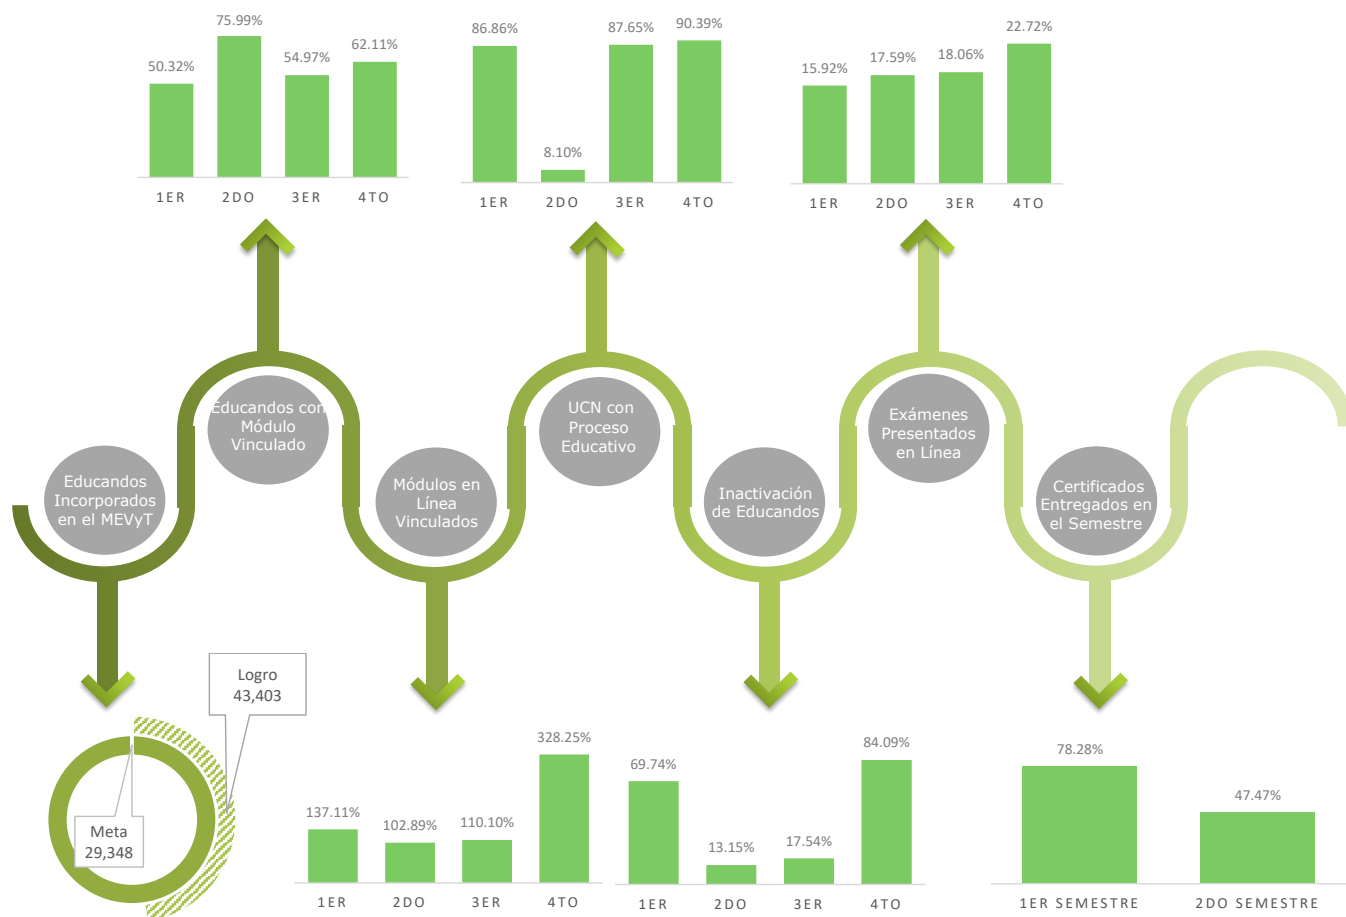 75.99%
50.32%
54.97%
62.11%
1ER
2DO
3ER
4TO
86.86%
8.10%
87.65%
90.39%
1ER
2DO
3ER
4TO
15.92%
17.59%
18.06%
22.72%
1ER
2DO
3ER
4TO
Educandos
Incorporados
en el MEVyT
Educandos con
Módulo
Vinculado
Módulos en
Línea
Vinculados
UCN con
Proceso
Educativo
Inactivación
de Educandos
Exámenes
Presentados
en Línea
Certificados
Entregados en
el Semestre
Logro
43,403
Meta
29,348
137.11%
102.89%
110.10%
328.25%
1ER
2DO
3ER
4TO
69.74%
13.15%
17.54%
84.09%
1ER
2DO
3ER
4TO
78.28%
47.47%
1ER SEMESTRE
2DO SEMESTRE